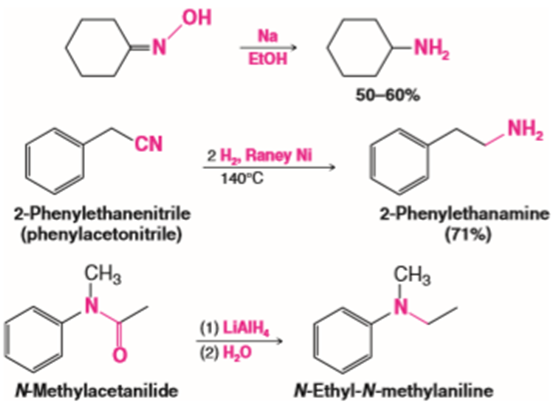 OH
N
Na
EtOH
NH₂
50–60%
CN
2 H₂, Raney Ni
140°C
NH₂
2-Phenylethanenitrile
(phenylacetonitrile)
2-Phenylethanamine
(71%)
CH₃
N
O
(1) LiAlH₄
(2) H₂O
CH₃
N
N-Methylacetanilide
N-Ethyl-N-methylaniline